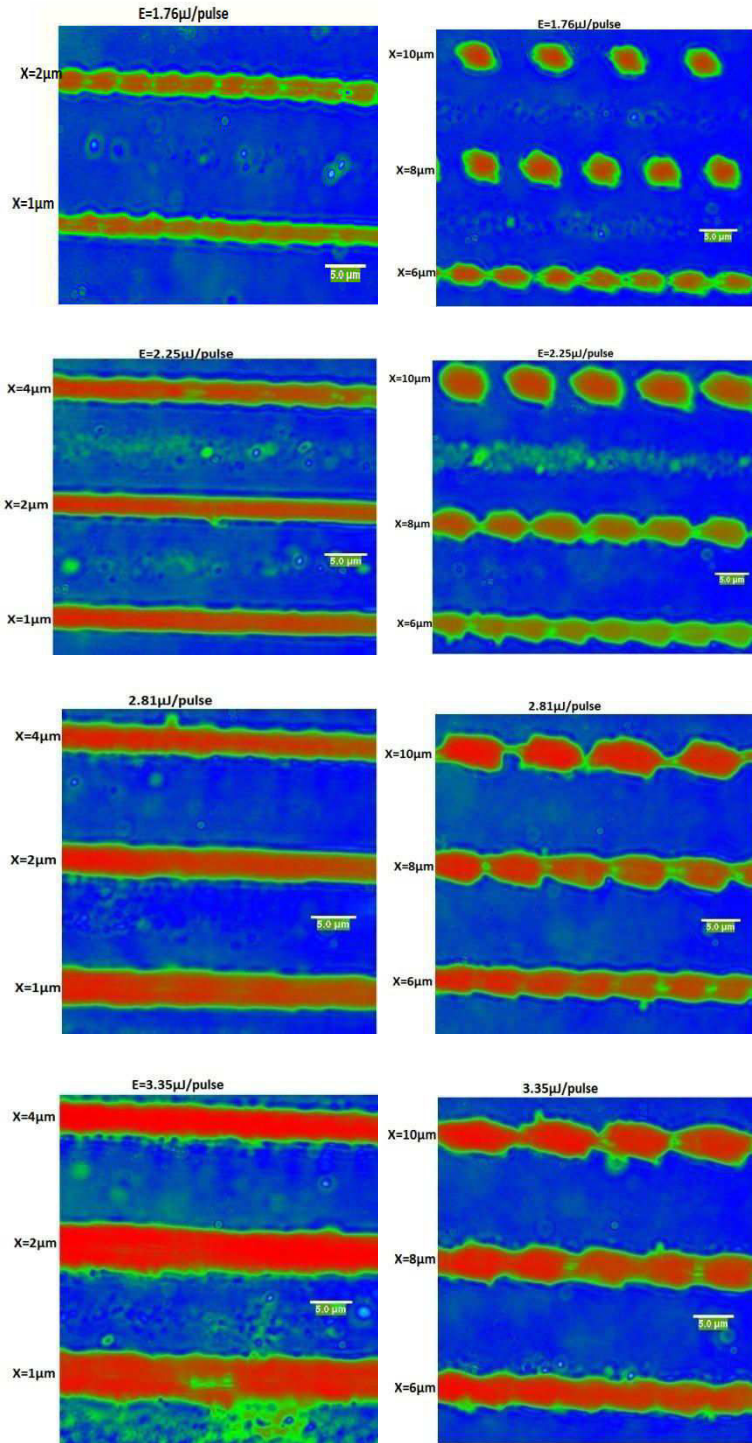 E=1.76µJ/pulse
X=2µm
X=1µm
5.0 µm
E=1.76µJ/pulse
X=10µm
X=8µm
5.0 µm
X=6µm
E=2.25µJ/pulse
X=4µm
X=2µm
5.0 µm
X=1µm
E=2.25µJ/pulse
X=10µm
X=8µm
5.0 µm
X=6µm
2.81µJ/pulse
X=4µm
X=2µm
5.0 µm
X=1µm
2.81µJ/pulse
X=10µm
X=8µm
5.0 µm
X=6µm
E=3.35µJ/pulse
X=4µm
X=2µm
5.0 µm
X=1µm
3.35µJ/pulse
X=10µm
X=8µm
5.0 µm
X=6µm